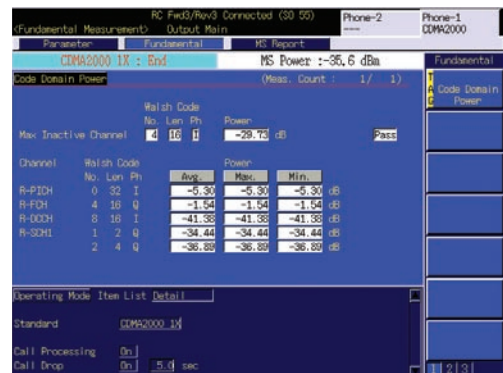 RC Fwd3/Rev3 Connected (SO 55)
<Fundamental Measurement> Output Main
Phone-2
----
Phone-1
CDMA2000
Parameter Fundamental MS Report
CDMA2000 1X : End MS Power :-35.6 dBm
Fundamental
Code Domain Power (Meas. Count : 1/ 1)
TAG Code Domain Power
Walsh Code
No. Len Ph Power
Max Inactive Channel 4 16 I -29.73 dB Pass
Channel Walsh Code Power
No. Len Ph Avg. Max. Min.
R-PICH 0 32 I -5.30 -5.30 -5.30 dB
R-FCH 4 16 Q -1.54 -1.54 -1.54 dB
R-DCCH 8 16 I -41.38 -41.38 -41.38 dB
R-SCH1 1 2 Q -34.44 -34.44 -34.44 dB
2 4 Q -36.89 -36.89 -36.89 dB
Operating Mode Item List Detail
Standard CDMA2000 1X
Call Processing On
Call Drop On 5.0 sec
1 2 3